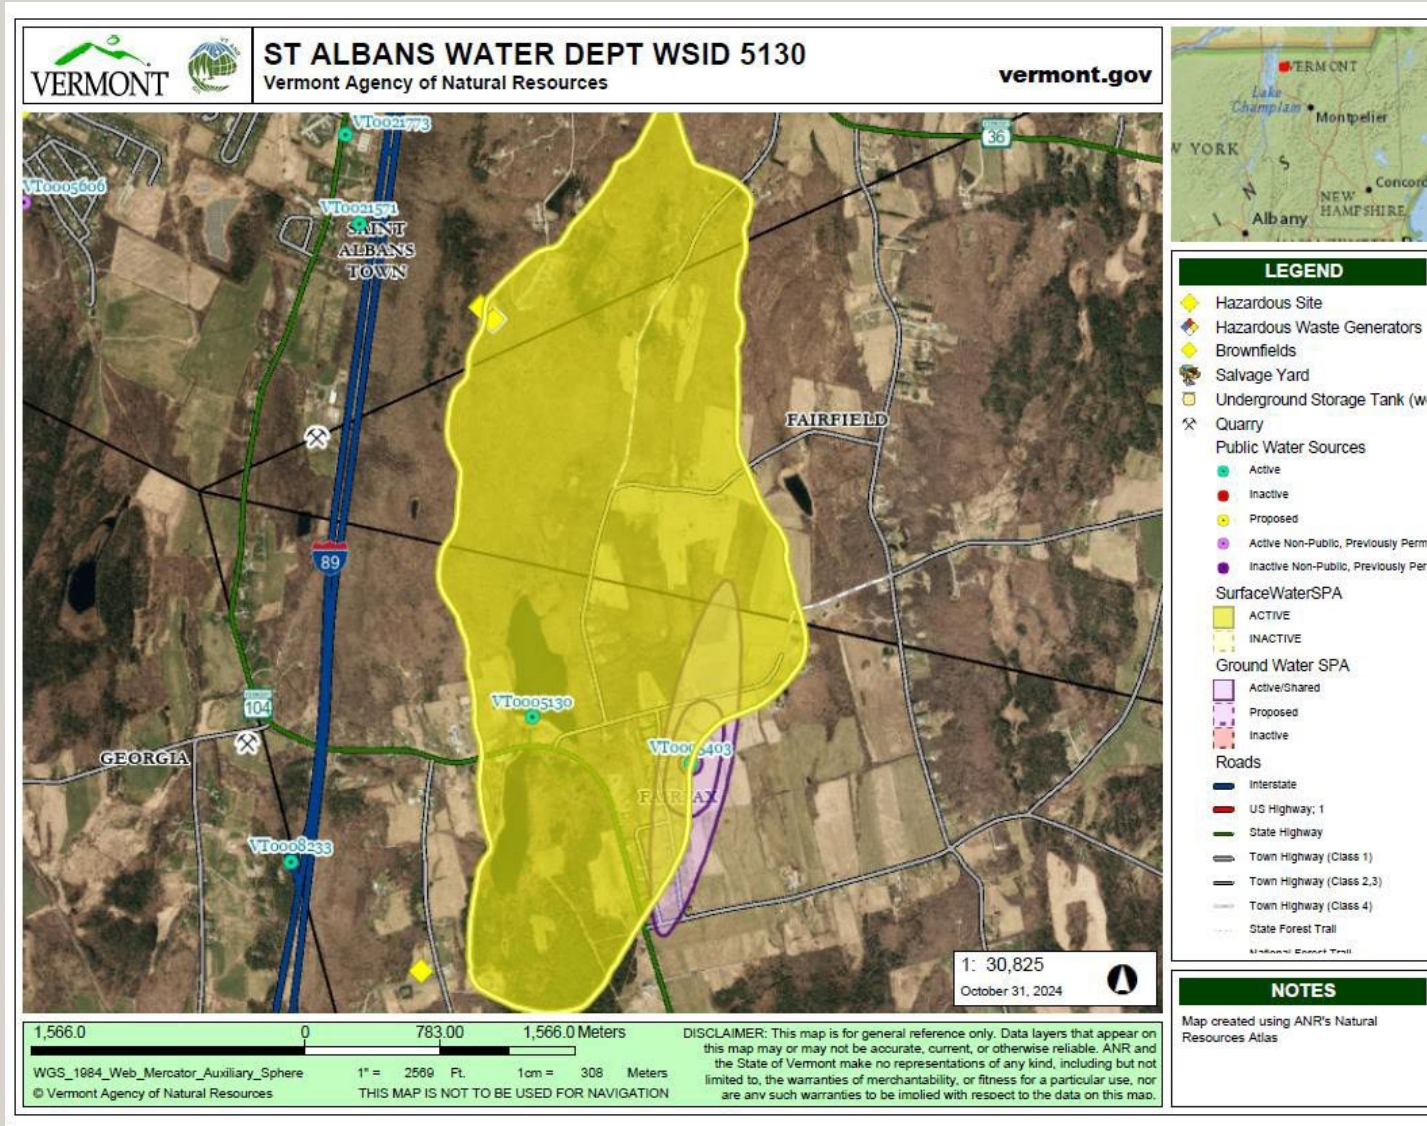 VERMONT
ST ALBANS WATER DEPT WSID 5130
Vermont Agency of Natural Resources
vermont.gov
VT0021773
36
VT0005606
VT0021571
SAINT
ALBANS
TOWN
FAIRFIELD
89
VT0005130
104
VT0005403
GEORGIA
FAIRFAX
VT0008233
1: 30,825
October 31, 2024
VERMONT
Lake
Champlain
Montpelier
W YORK
Concord
NEW
HAMPSHIRE
Albany
LEGEND
Hazardous Site
Hazardous Waste Generators
Brownfields
Salvage Yard
Underground Storage Tank (w
Quarry
Public Water Sources
Active
Inactive
Proposed
Active Non-Public, Previously Perm
Inactive Non-Public, Previously Per
SurfaceWaterSPA
ACTIVE
INACTIVE
Ground Water SPA
Active/Shared
Proposed
Inactive
Roads
Interstate
US Highway; 1
State Highway
Town Highway (Class 1)
Town Highway (Class 2,3)
Town Highway (Class 4)
State Forest Trail
National Forest Trail
NOTES
Map created using ANR's Natural
Resources Atlas
1,566.0 0 783.00 1,566.0 Meters
WGS_1984_Web_Mercator_Auxiliary_Sphere 1" = 2569 Ft. 1cm = 308 Meters
© Vermont Agency of Natural Resources THIS MAP IS NOT TO BE USED FOR NAVIGATION
DISCLAIMER: This map is for general reference only. Data layers that appear on
this map may or may not be accurate, current, or otherwise reliable. ANR and
the State of Vermont make no representations of any kind, including but not
limited to, the warranties of merchantability, or fitness for a particular use, nor
are any such warranties to be implied with respect to the data on this map.